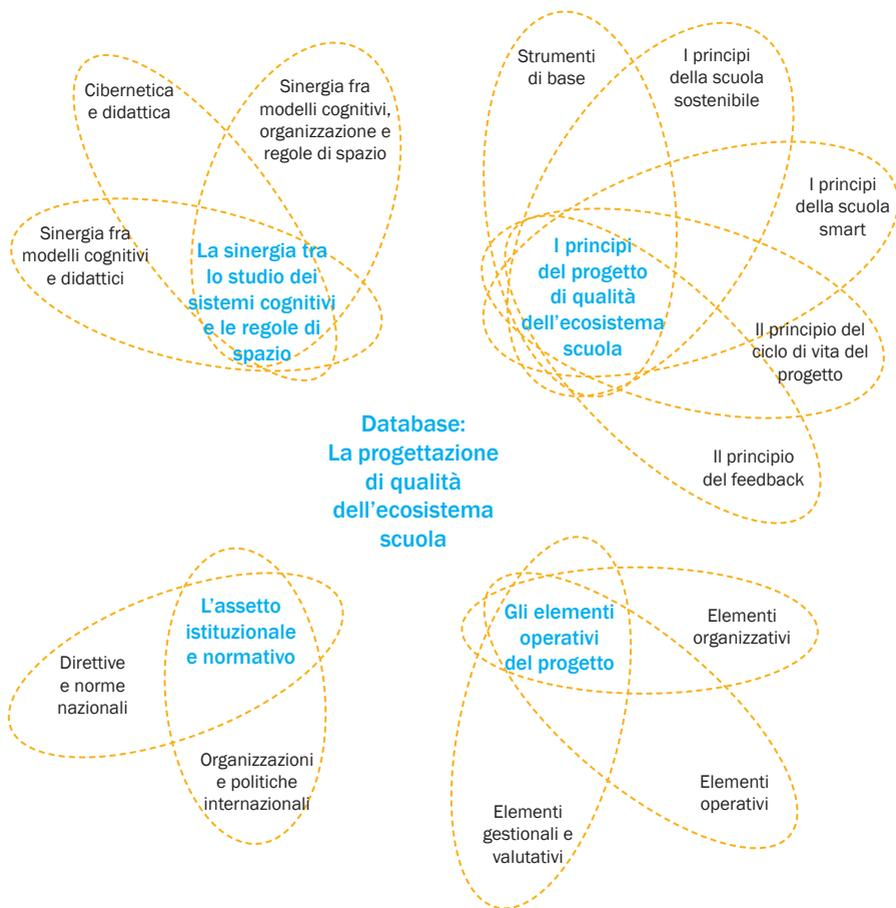 Cibernetica
e didattica
Sinergia fra
modelli cognitivi,
organizzazione e
regole di spazio
Sinergia fra
modelli cognitivi
e didattici
La sinergia tra
lo studio dei
sistemi cognitivi
e le regole di
spazio
Strumenti
di base
I principi
della scuola
sostenibile
I principi
della scuola
smart
I principi
del progetto
di qualità
dell'ecosistema
scuola
Il principio del
ciclo di vita del
progetto
Il principio
del feedback
Database:
La progettazione
di qualità
dell'ecosistema
scuola
L'assetto
istituzionale
e normativo
Direttive
e norme
nazionali
Organizzazioni
e politiche
internazionali
Gli elementi
operativi
del progetto
Elementi
organizzativi
Elementi
operativi
Elementi
gestionali e
valutativi